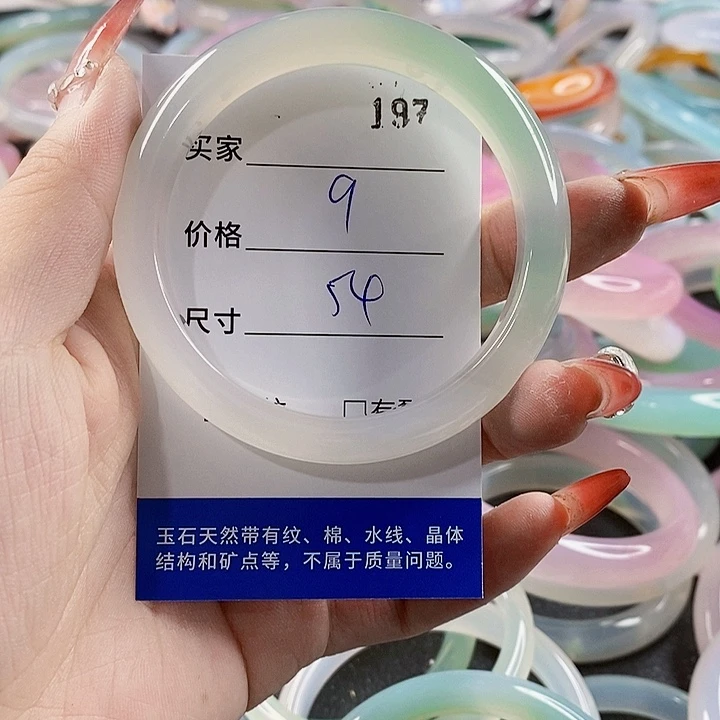 197
买家
价格 9
尺寸 54
玉石天然带有纹、棉、水线、晶体
结构和矿点等，不属于质量问题。